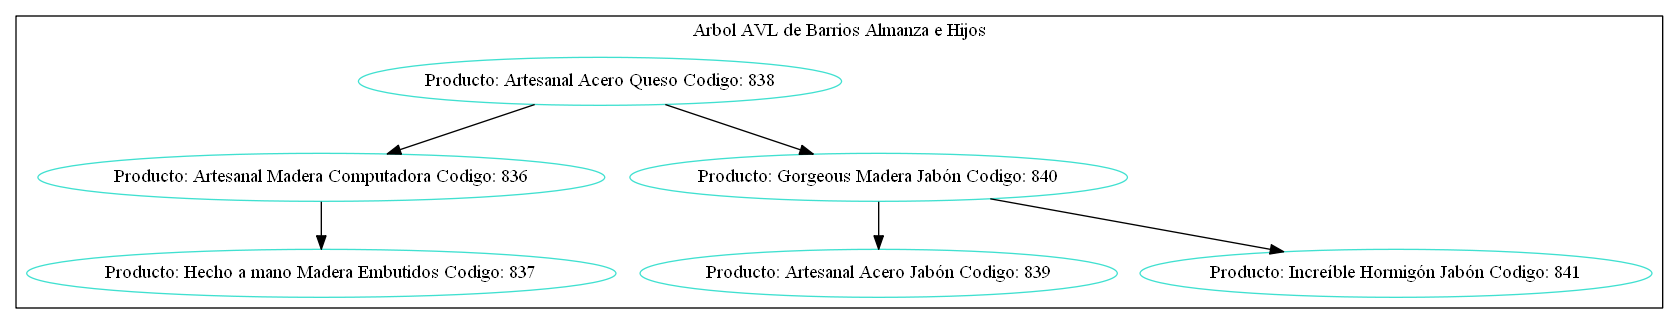 Arbol AVL de Barrios Almanza e Hijos
Producto: Artesanal Acero Queso Codigo: 838
Producto: Artesanal Madera Computadora Codigo: 836
Producto: Gorgeous Madera Jabón Codigo: 840
Producto: Hecho a mano Madera Embutidos Codigo: 837
Producto: Artesanal Acero Jabón Codigo: 839
Producto: Increíble Hormigón Jabón Codigo: 841